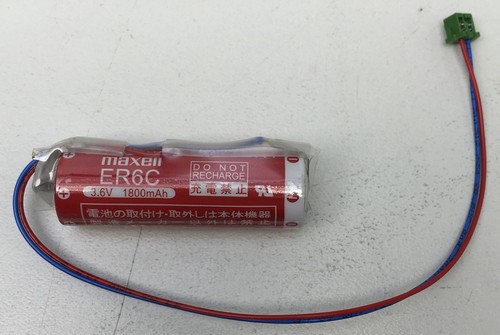 maxell
ER6C
3.6V 1800mAh
DO NOT
RECHARGE
充電禁止
電池の取付け・取外しは本体機器